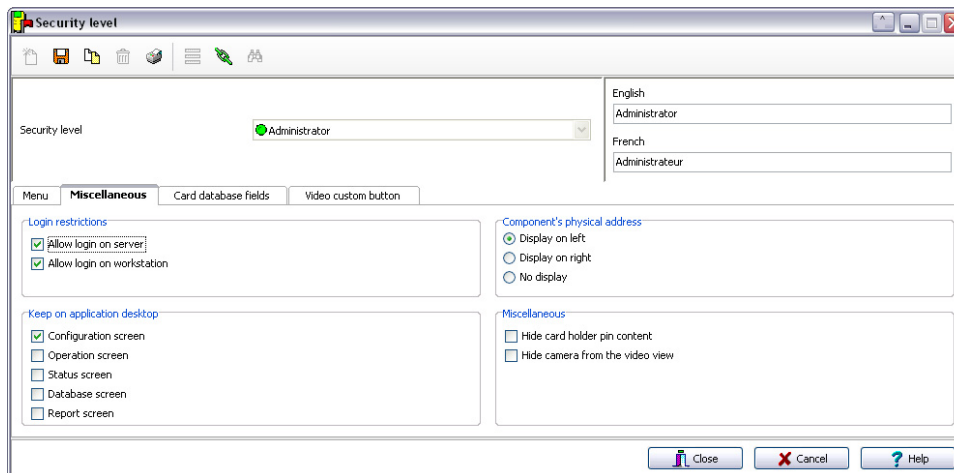 Security level
English
Administrator
Security level
Administrator
French
Administrateur
Menu
Miscellaneous
Card database fields
Video custom button
Login restrictions
Allow login on server
Allow login on workstation
Component's physical address
Display on left
Display on right
No display
Keep on application desktop
Configuration screen
Operation screen
Status screen
Database screen
Report screen
Miscellaneous
Hide card holder pin content
Hide camera from the video view
Close
Cancel
Help